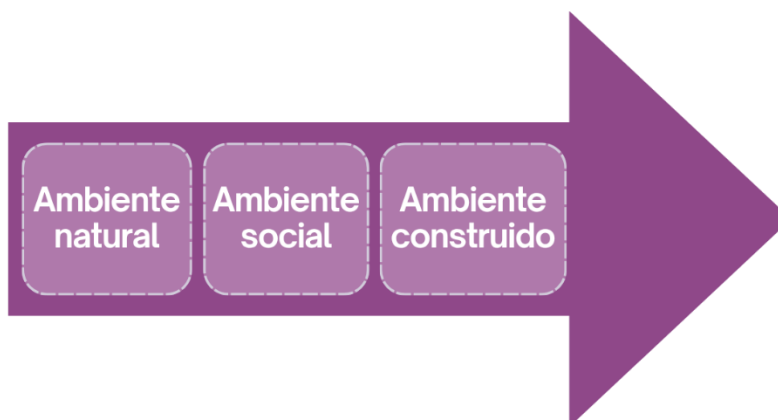 Ambiente
natural
Ambiente
social
Ambiente
construido